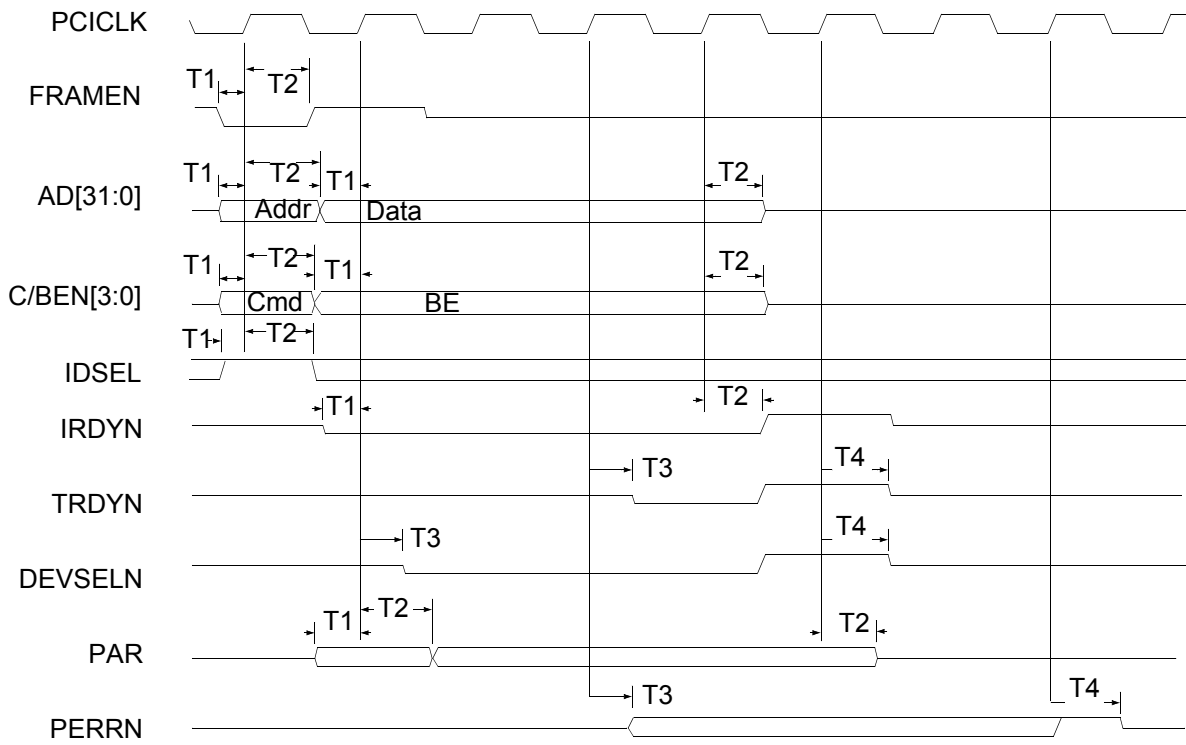 PCICLK
T1 T2
FRAMEN
T1 T2 T1 T2
AD[31:0] Addr Data
T1 T2 T1 T2
C/BEN[3:0] Cmd BE
T1 T2
IDSEL
T1 T2
IRDYN
T3 T4
TRDYN
T3 T4
DEVSELN
T1 T2 T2
PAR
T3 T4
PERRN